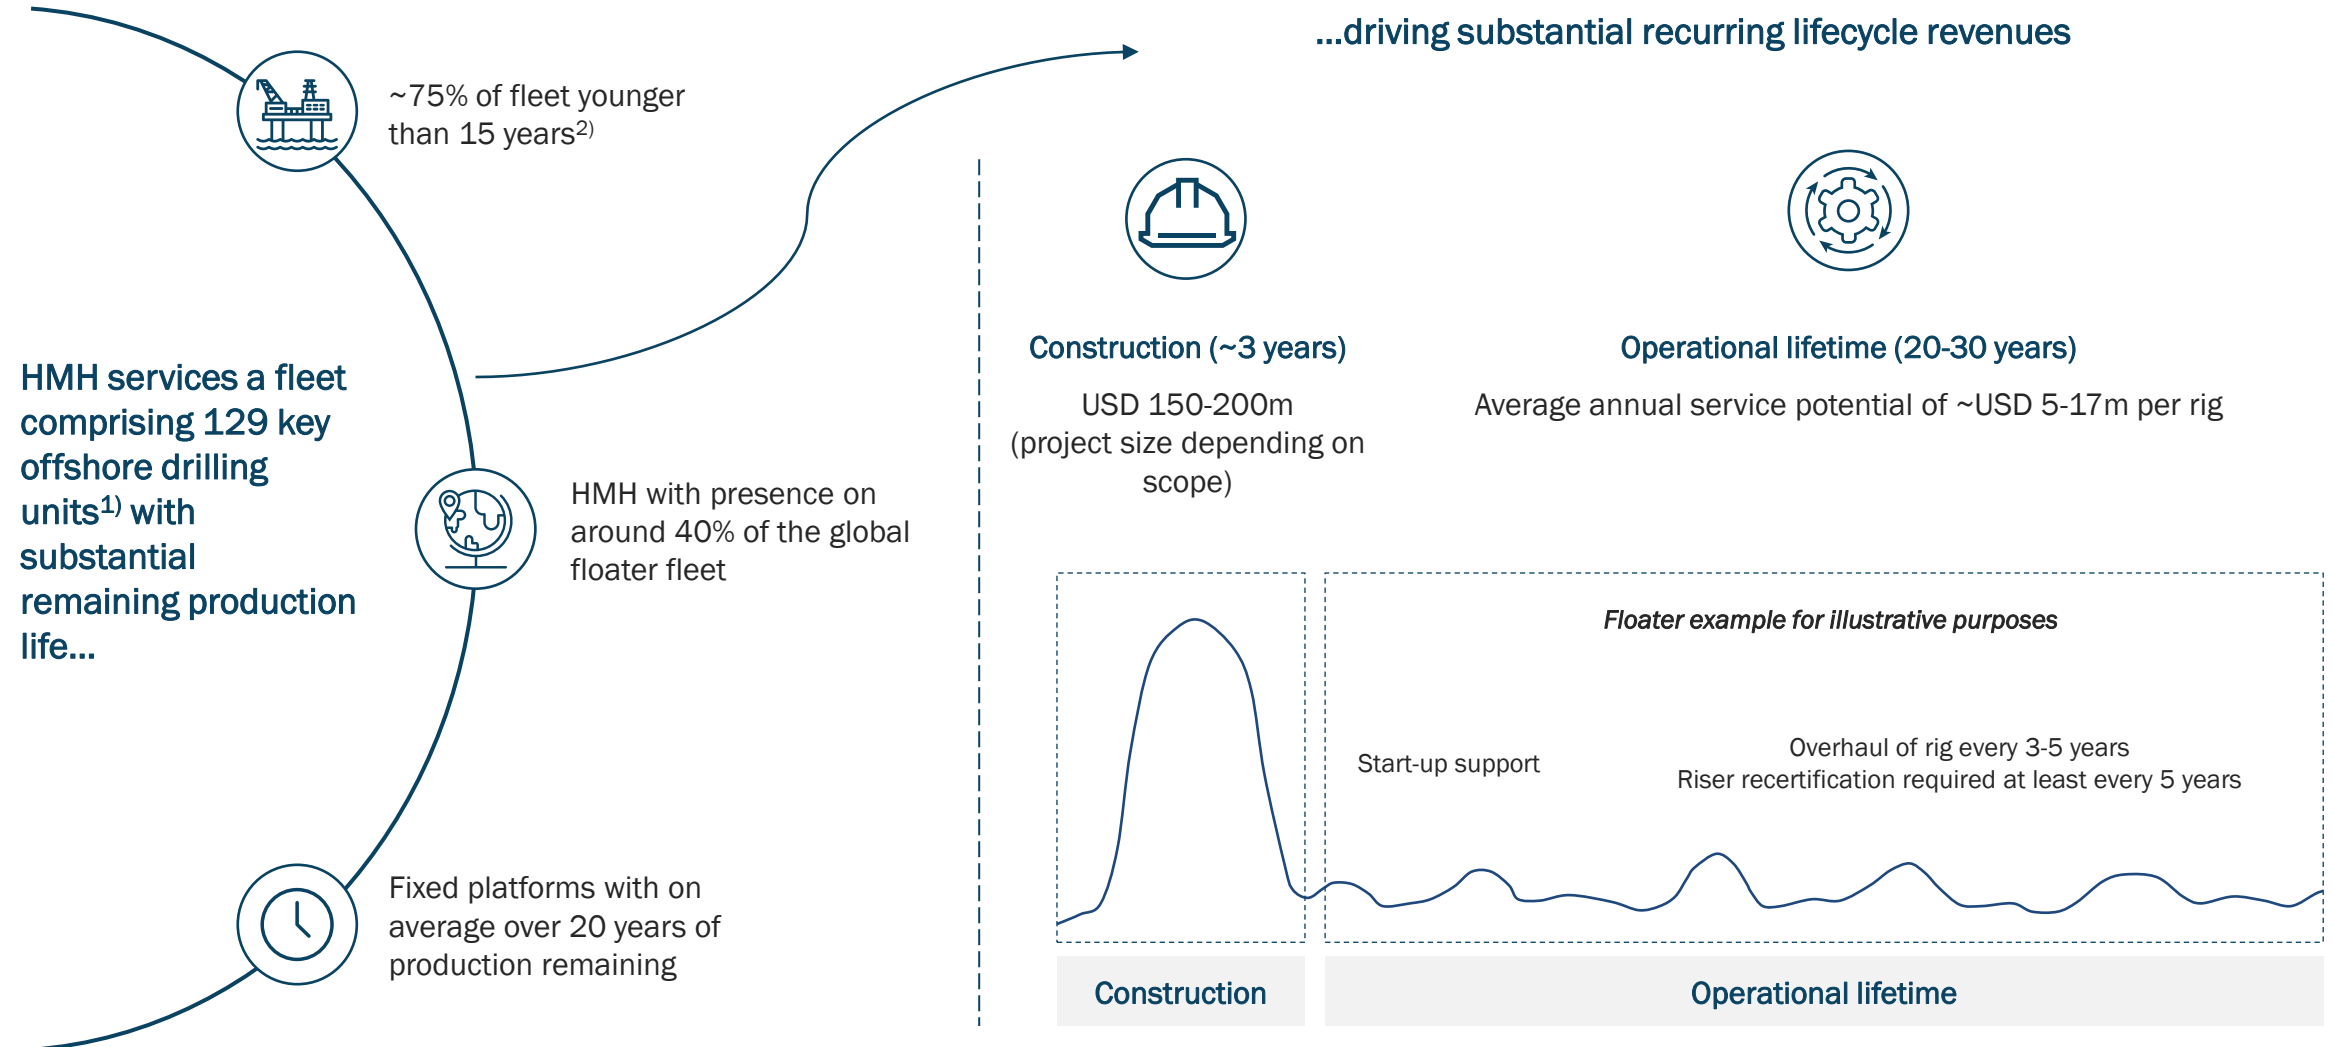 ~75% of fleet younger
than 15 years2)
HMH services a fleet
comprising 129 key
offshore drilling
units1) with
substantial
remaining production
life...
HMH with presence on
around 40% of the global
floater fleet
Fixed platforms with on
average over 20 years of
production remaining
...driving substantial recurring lifecycle revenues
Construction (~3 years)
USD 150-200m
(project size depending on
scope)
Operational lifetime (20-30 years)
Average annual service potential of ~USD 5-17m per rig
Floater example for illustrative purposes
Start-up support
Overhaul of rig every 3-5 years
Riser recertification required at least every 5 years
Construction
Operational lifetime